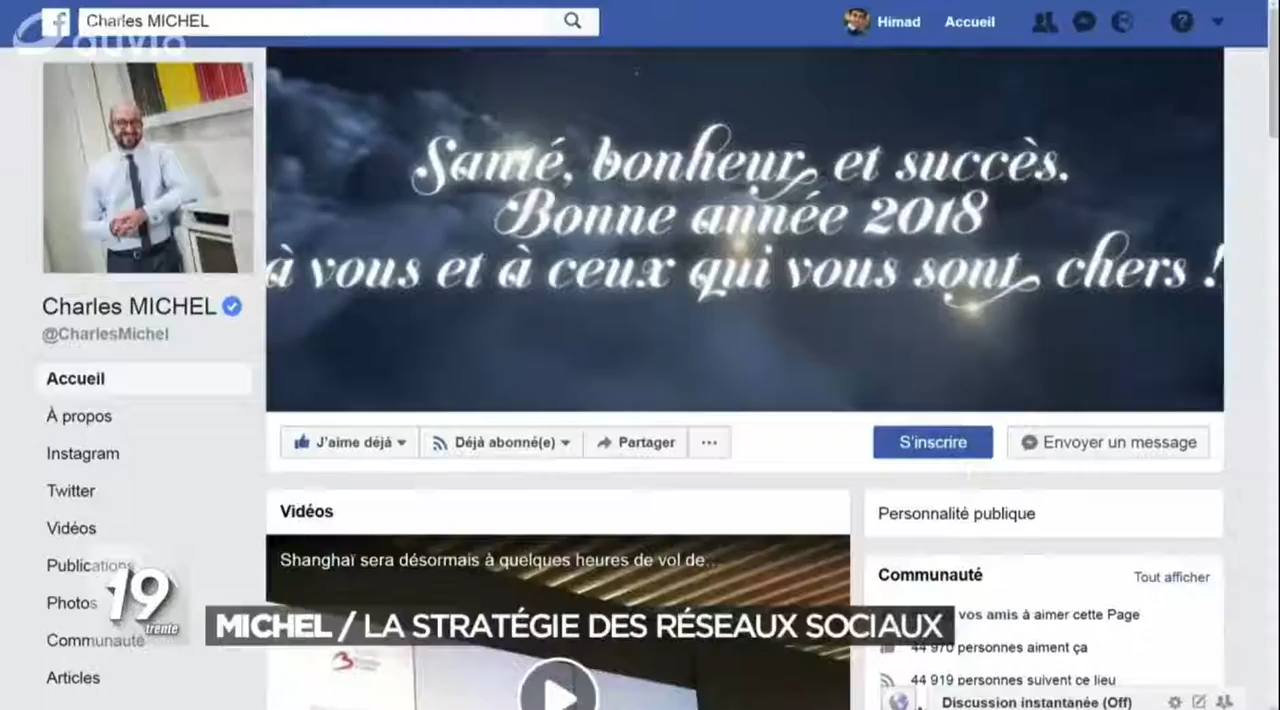 Charles MICHEL
Himad
Accueil
auvio
Santé, bonheur et succès.
Bonne année 2018
à vous et à ceux qui vous sont chers !
Charles MICHEL
@CharlesMichel
Accueil
À propos
Instagram
Twitter
Vidéos
Publications
Photos
Communauté
Articles
J'aime déjà
Déjà abonné(e)
Partager
S'inscrire
Envoyer un message
Vidéos
Shanghaï sera désormais à quelques heures de vol de...
Personnalité publique
Communauté
Tout afficher
vos amis à aimer cette Page
44 970 personnes aiment ça
44 919 personnes suivent ce lieu
Discussion instantanée (Off)
19
trente
MICHEL / LA STRATÉGIE DES RÉSEAUX SOCIAUX